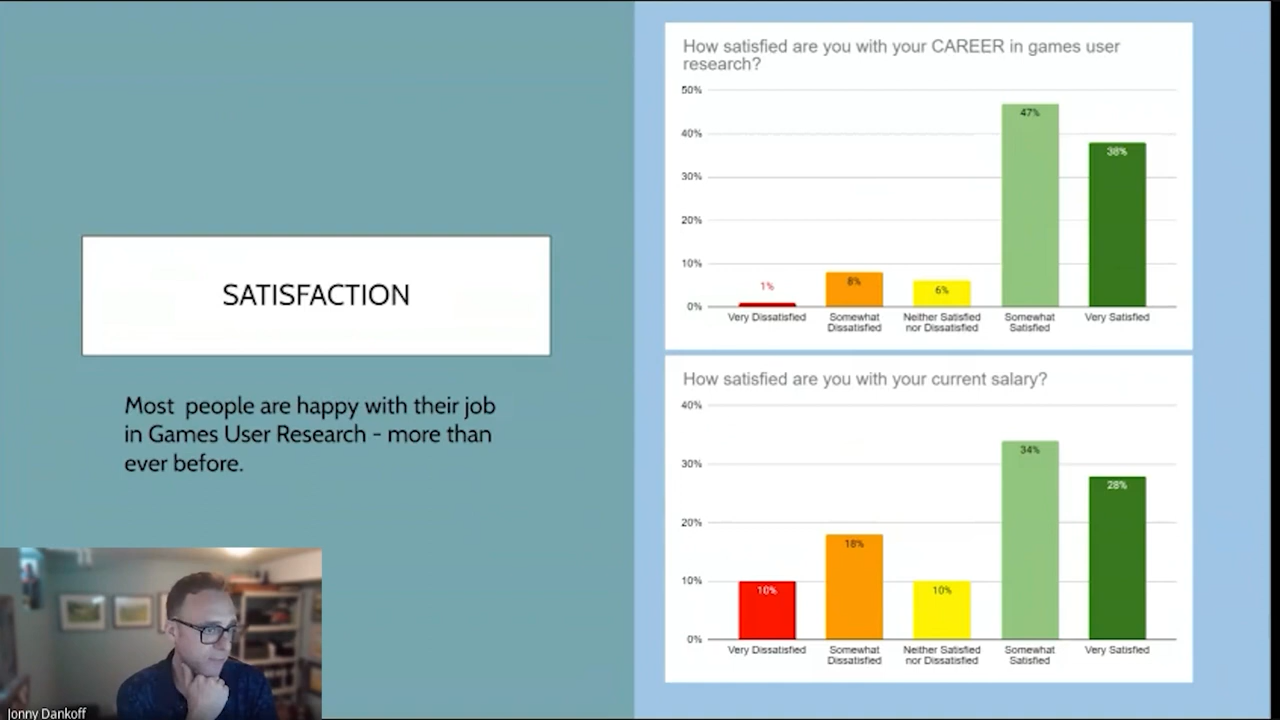 SATISFACTION
Most people are happy with their job
in Games User Research - more than
ever before.
How satisfied are you with your CAREER in games user
research?
50%
40%
30%
20%
10%
0%
1%
8%
6%
47%
38%
Very Dissatisfied
Somewhat
Dissatisfied
Neither Satisfied
nor Dissatisfied
Somewhat
Satisfied
Very Satisfied
How satisfied are you with your current salary?
40%
30%
20%
10%
0%
10%
18%
10%
34%
28%
Very Dissatisfied
Somewhat
Dissatisfied
Neither Satisfied
nor Dissatisfied
Somewhat
Satisfied
Very Satisfied
Jonny Dankoff